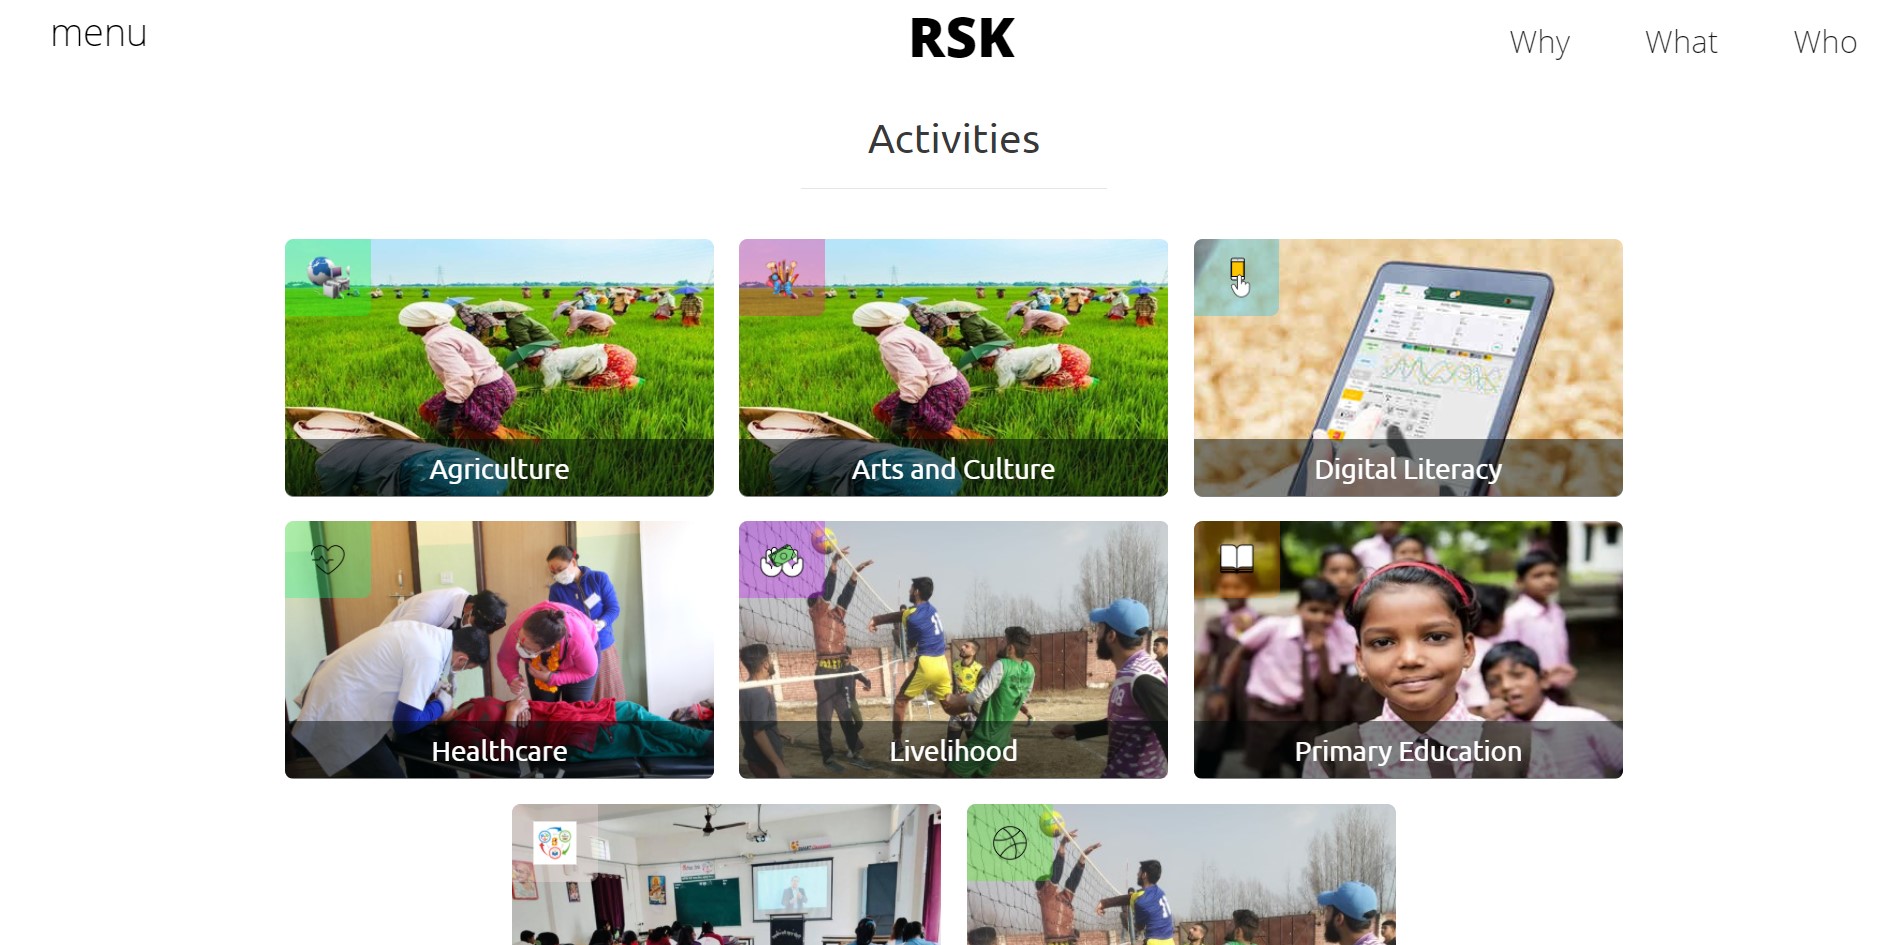 menu
RSK
Why
What
Who
Activities
Agriculture
Arts and Culture
Digital Literacy
Healthcare
Livelihood
Primary Education